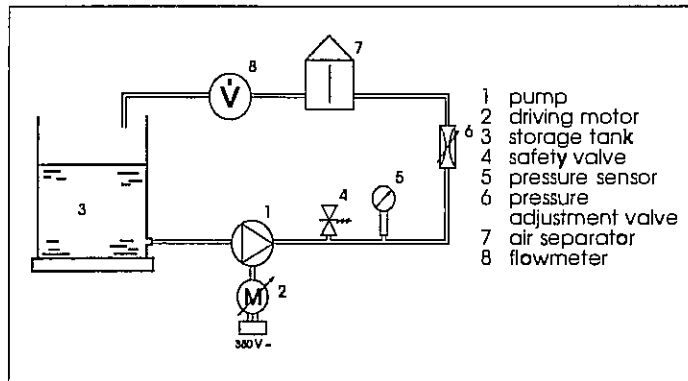 7
8
V̇
6
3
4
5
1
M
2
380V~
1 pump
2 driving motor
3 storage tank
4 safety valve
5 pressure sensor
6 pressure
adjustment valve
7 air separator
8 flowmeter